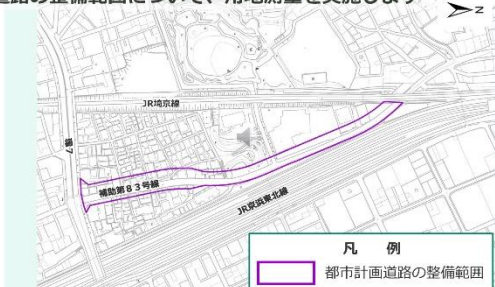 道路の整備範囲について、用地測量を実施します
N
JR埼京線
環7
補助第83号線
JR京浜東北線
凡 例
都市計画道路の整備範囲